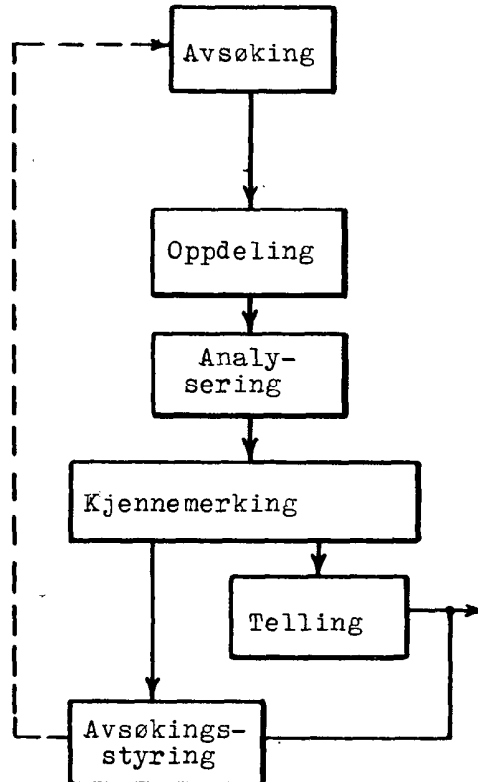 Avsøking
Oppdeling
Analy-
sering
Kjennemerking
Telling
Avsøkings-
styring